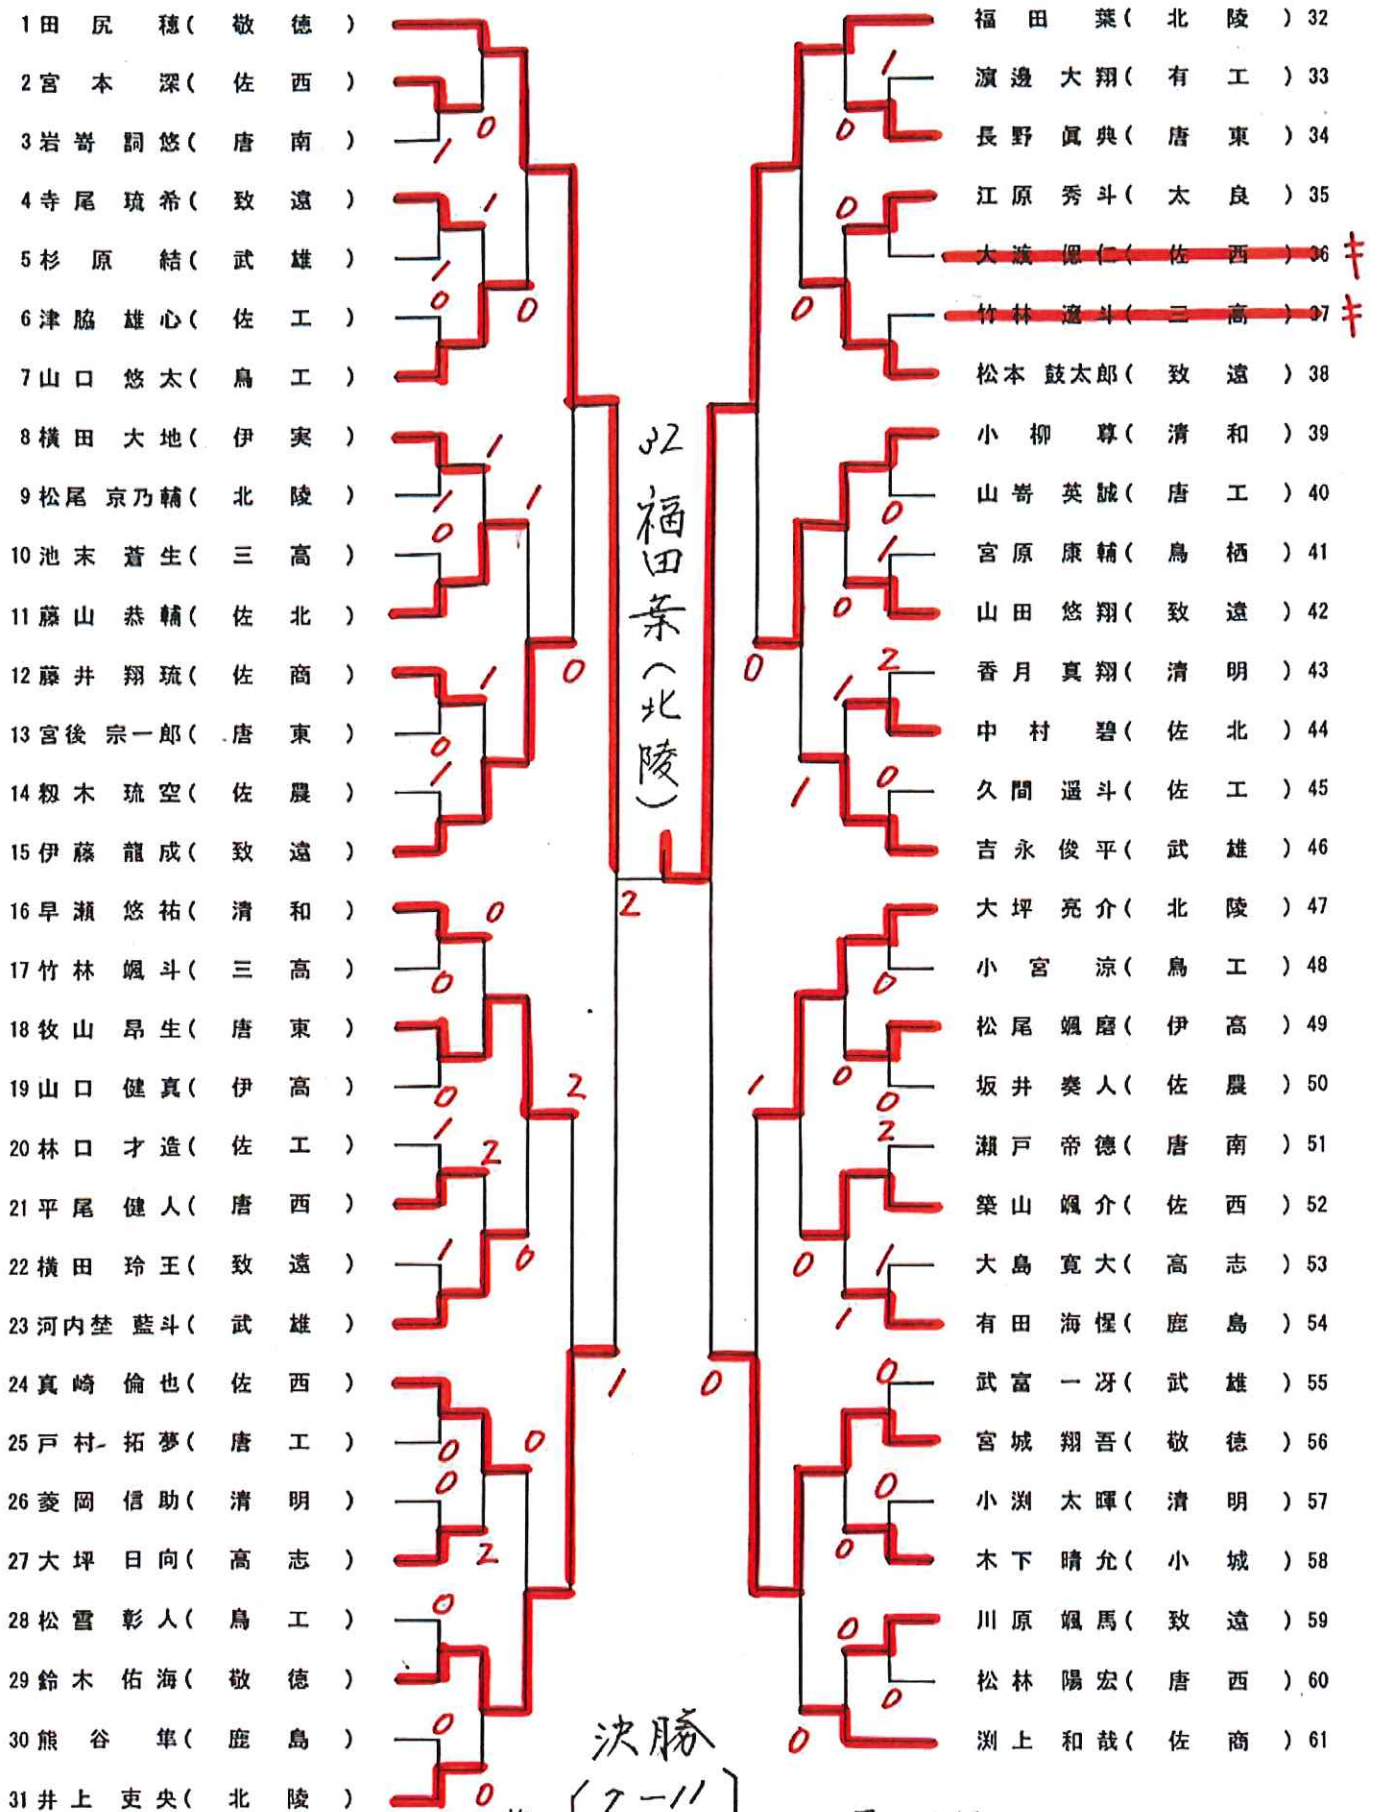 1 田尻 穂 ( 敬徳 )
2 宮本 深 ( 佐西 )
3 岩嵜 詞悠 ( 唐南 )
4 寺尾 琉希 ( 致遠 )
5 杉原 結 ( 武雄 )
6 津脇 雄心 ( 佐工 )
7 山口 悠太 ( 鳥工 )
8 横田 大地 ( 伊実 )
9 松尾 京乃輔 ( 北陵 )
10 池末 蒼生 ( 三高 )
11 藤山 恭輔 ( 佐北 )
12 藤井 翔琉 ( 佐商 )
13 宮後 宗一郎 ( 唐東 )
14 籾木 琉空 ( 佐農 )
15 伊藤 龍成 ( 致遠 )
16 早瀬 悠祐 ( 清和 )
17 竹林 颯斗 ( 三高 )
18 牧山 昂生 ( 唐東 )
19 山口 健真 ( 伊高 )
20 林口 才造 ( 佐工 )
21 平尾 健人 ( 唐西 )
22 横田 玲王 ( 致遠 )
23 河内埜 藍斗 ( 武雄 )
24 真崎 倫也 ( 佐西 )
25 戸村 拓夢 ( 唐工 )
26 菱岡 信助 ( 清明 )
27 大坪 日向 ( 高志 )
28 松雪 彰人 ( 鳥工 )
29 鈴木 佑海 ( 敬徳 )
30 熊谷 隼 ( 鹿島 )
31 井上 吏央 ( 北陵 )
32 福田葉(北陵)
2
決勝
7-11
福田 葉 ( 北陵 ) 32
濵邊 大翔 ( 有工 ) 33
長野 眞典 ( 唐東 ) 34
江原 秀斗 ( 太良 ) 35
( 佐西 ) 36 キ
竹林 遼斗 ( 三高 ) 37 キ
松本 鼓太郎 ( 致遠 ) 38
小柳 尊 ( 清和 ) 39
山嵜 英誠 ( 唐工 ) 40
宮原 康輔 ( 鳥栖 ) 41
山田 悠翔 ( 致遠 ) 42
香月 真翔 ( 清明 ) 43
中村 碧 ( 佐北 ) 44
久間 遥斗 ( 佐工 ) 45
吉永 俊平 ( 武雄 ) 46
大坪 亮介 ( 北陵 ) 47
小宮 涼 ( 鳥工 ) 48
松尾 颯磨 ( 伊高 ) 49
坂井 奏人 ( 佐農 ) 50
瀬戸 帝徳 ( 唐南 ) 51
築山 颯介 ( 佐西 ) 52
大島 寛大 ( 高志 ) 53
有田 海惺 ( 鹿島 ) 54
武富 一冴 ( 武雄 ) 55
宮城 翔吾 ( 敬徳 ) 56
小渕 太暉 ( 清明 ) 57
木下 晴允 ( 小城 ) 58
川原 颯馬 ( 致遠 ) 59
松林 陽宏 ( 唐西 ) 60
渕上 和哉 ( 佐商 ) 61